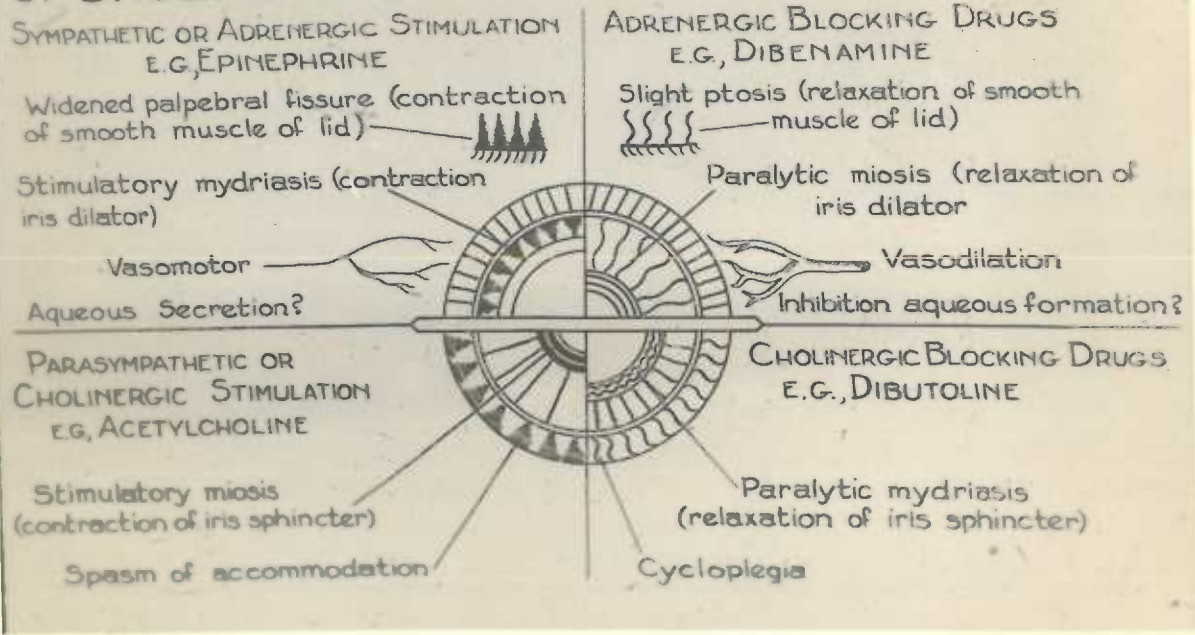 SYMPATHETIC OR ADRENERGIC STIMULATION
E.G, EPINEPHRINE
Widened palpebral fissure (contraction
of smooth muscle of lid)
Stimulatory mydriasis (contraction
iris dilator)
Vasomotor
Aqueous Secretion?
ADRENERGIC BLOCKING DRUGS
E.G., DIBENAMINE
Slight ptosis (relaxation of smooth
muscle of lid)
Paralytic miosis (relaxation of
iris dilator
Vasodilation
Inhibition aqueous formation?
PARASYMPATHETIC OR
CHOLINERGIC STIMULATION
E.G, ACETYLCHOLINE
Stimulatory miosis
(contraction of iris sphincter)
Spasm of accommodation
CHOLINERGIC BLOCKING DRUGS
E.G., DIBUTOLINE
Paralytic mydriasis
(relaxation of iris sphincter)
Cycloplegia